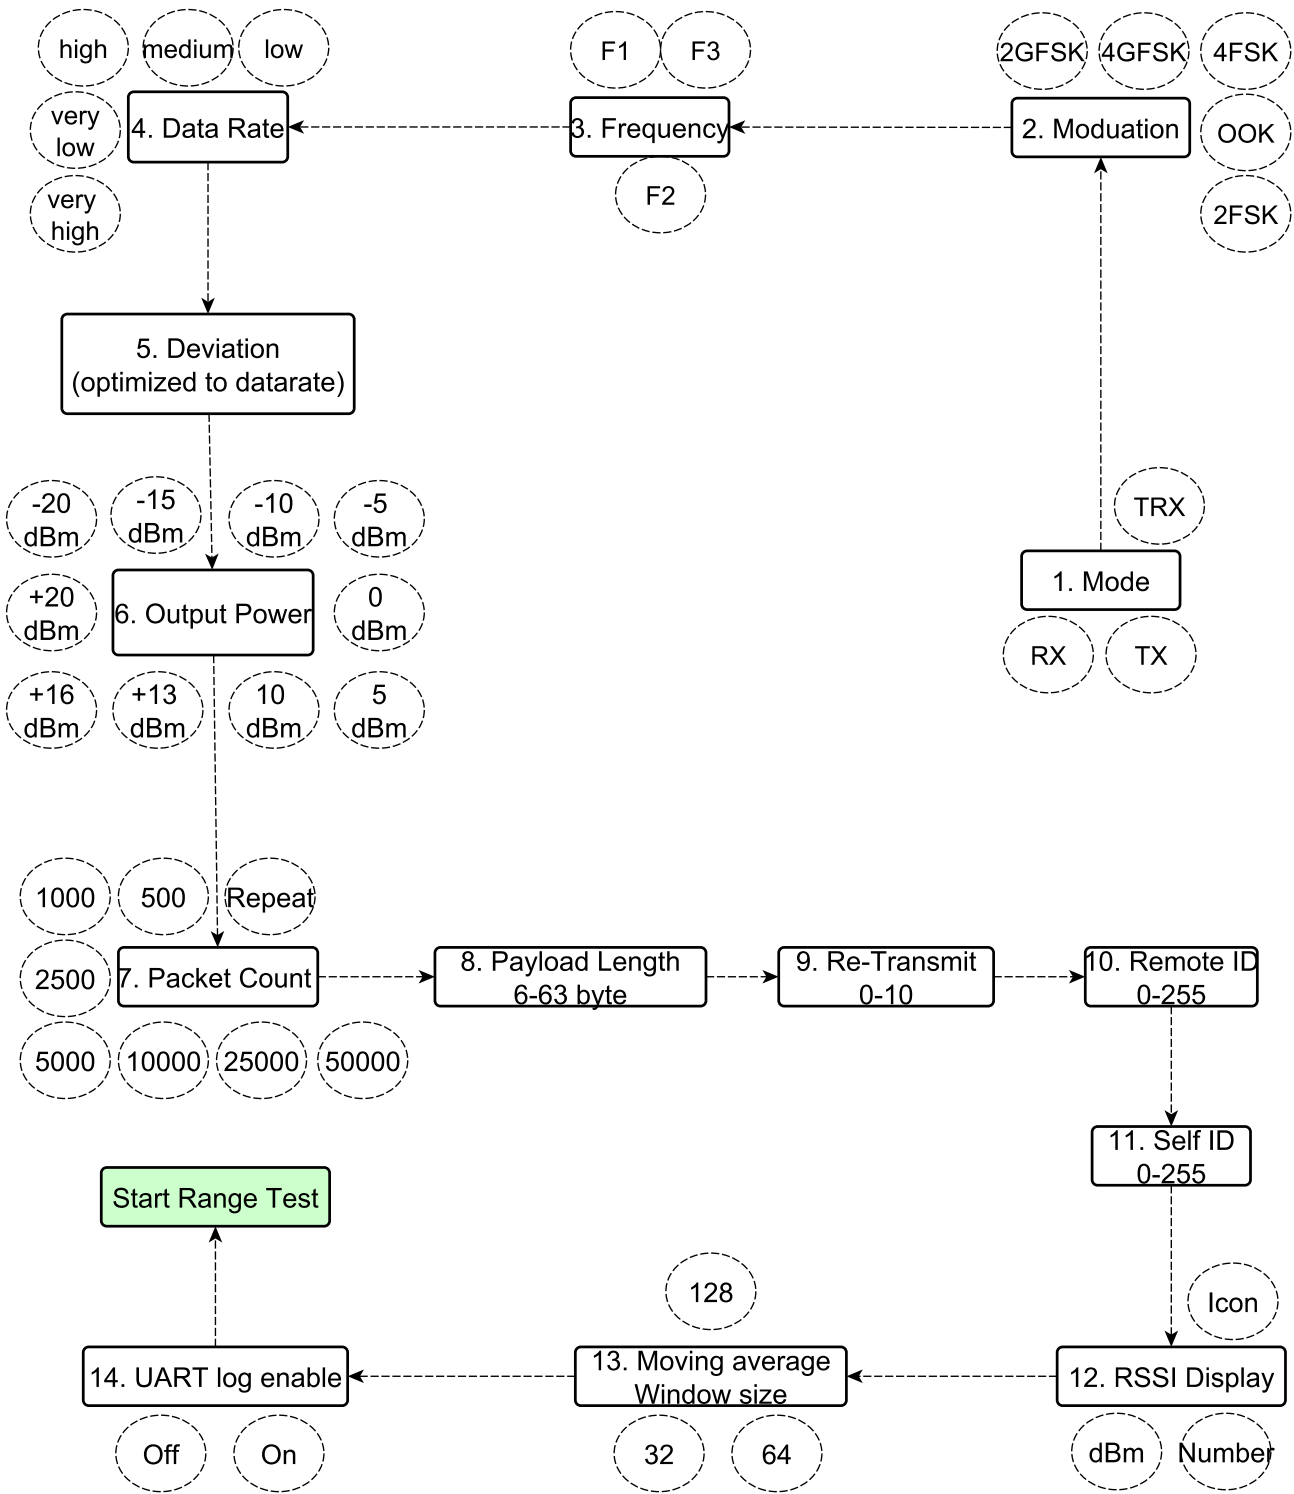 high
medium
low
F1
F3
2GFSK
4GFSK
4FSK
very
low
4. Data Rate
3. Frequency
2. Moduation
OOK
very
high
F2
2FSK
5. Deviation
(optimized to datarate)
-20
dBm
-15
dBm
-10
dBm
-5
dBm
TRX
1. Mode
+20
dBm
6. Output Power
0
dBm
RX
TX
+16
dBm
+13
dBm
10
dBm
5
dBm
1000
500
Repeat
2500
7. Packet Count
8. Payload Length
6-63 byte
9. Re-Transmit
0-10
10. Remote ID
0-255
5000
10000
25000
50000
11. Self ID
0-255
Start Range Test
128
Icon
14. UART log enable
13. Moving average
Window size
12. RSSI Display
Off
On
32
64
dBm
Number